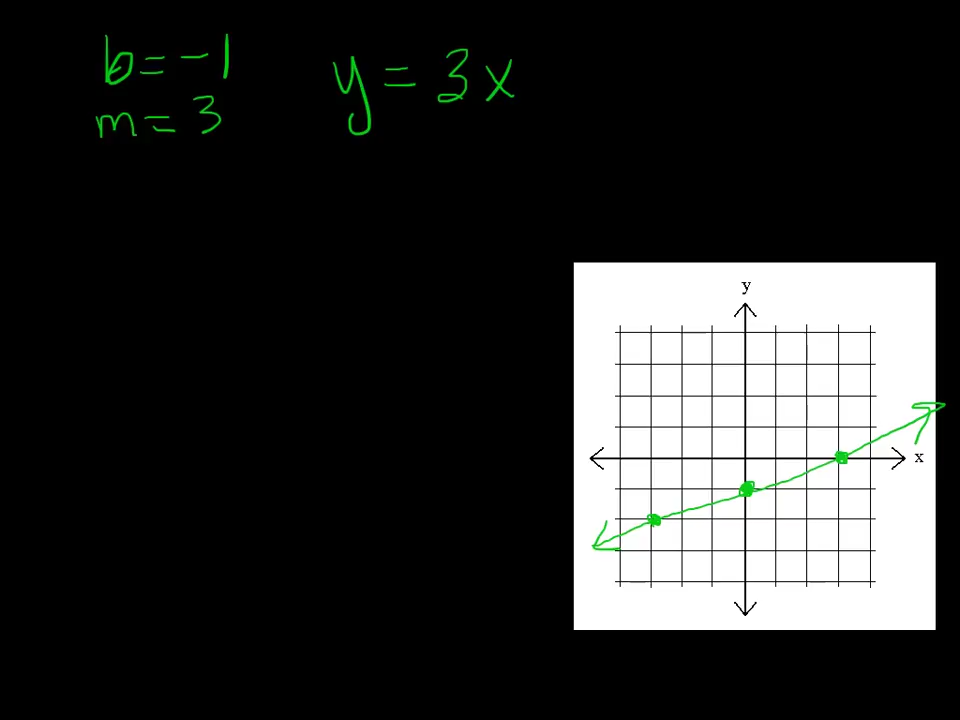 b = -1
m = 3
y = 3x
y
x